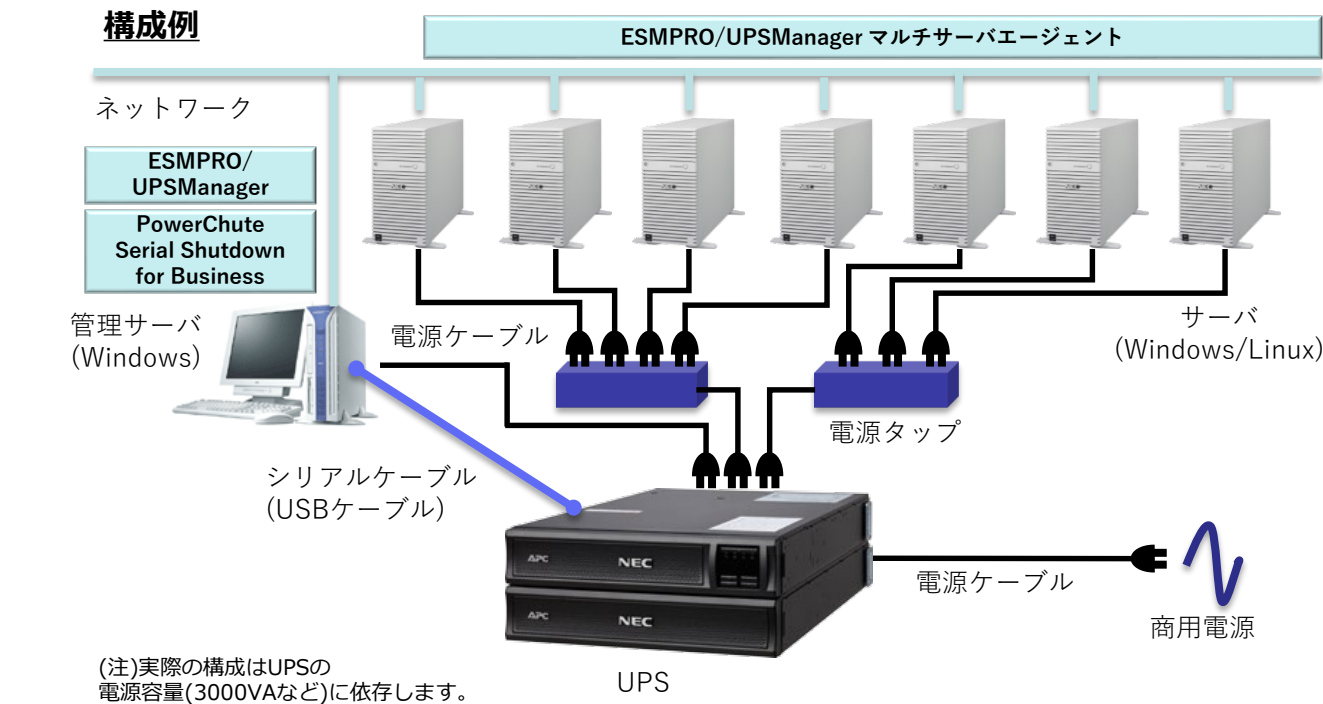 構成例
ESMPRO/UPSManager マルチサーバエージェント
ネットワーク
ESMPRO/
UPSManager
PowerChute
Serial Shutdown
for Business
管理サーバ
(Windows)
電源ケーブル
サーバ
(Windows/Linux)
電源タップ
シリアルケーブル
(USBケーブル)
APC
NEC
APC
NEC
電源ケーブル
商用電源
UPS
(注)実際の構成はUPSの
電源容量(3000VAなど)に依存します。